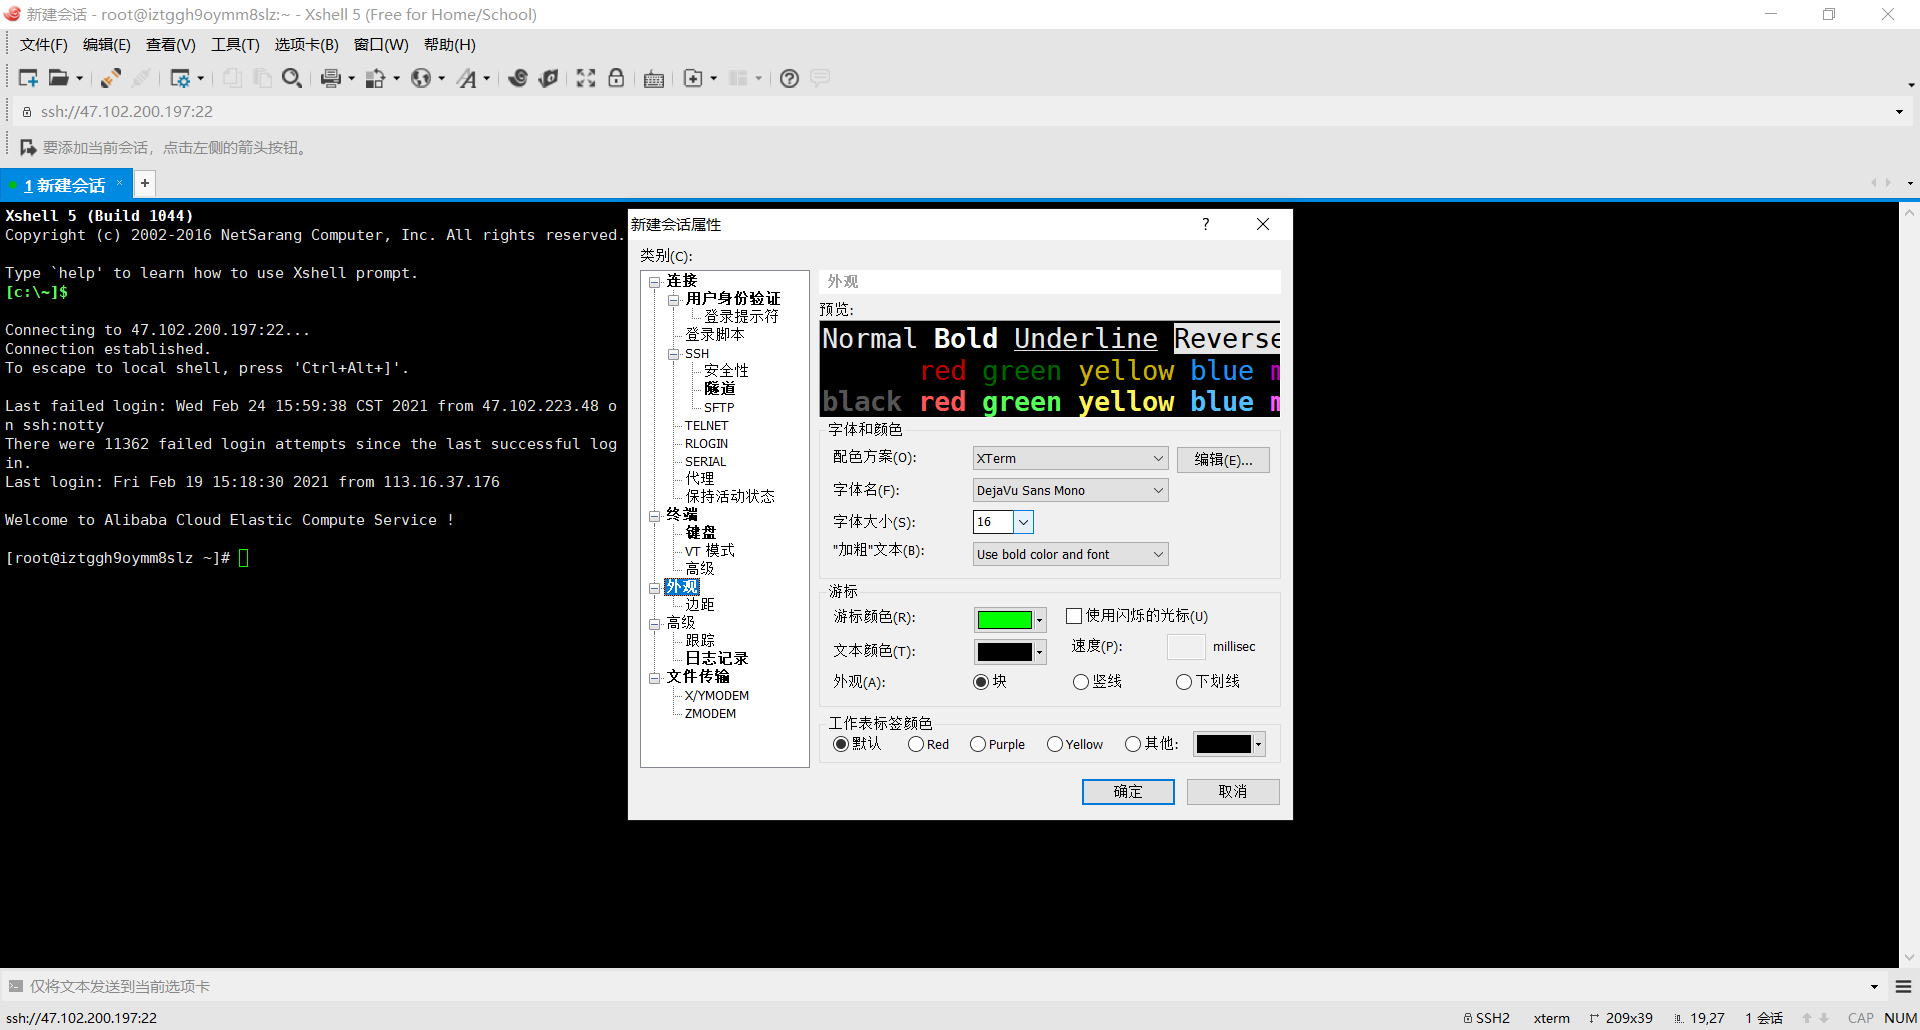 新建会话 - root@iztggh9oymm8slz:~ - Xshell 5 (Free for Home/School)
文件(F) 编辑(E) 查看(V) 工具(T) 选项卡(B) 窗口(W) 帮助(H)
ssh://47.102.200.197:22
要添加当前会话，点击左侧的箭头按钮。
1 新建会话 × +
Xshell 5 (Build 1044)
Copyright (c) 2002-2016 NetSarang Computer, Inc. All rights reserved.
Type `help' to learn how to use Xshell prompt.
[c:\~]$
Connecting to 47.102.200.197:22...
Connection established.
To escape to local shell, press 'Ctrl+Alt+]'.
Last failed login: Wed Feb 24 15:59:38 CST 2021 from 47.102.223.48 o
n ssh:notty
There were 11362 failed login attempts since the last successful log
in.
Last login: Fri Feb 19 15:18:30 2021 from 113.16.37.176
Welcome to Alibaba Cloud Elastic Compute Service !
[root@iztggh9oymm8slz ~]#
新建会话属性 ?
类别(C):
连接
用户身份验证
登录提示符
登录脚本
SSH
安全性
隧道
SFTP
TELNET
RLOGIN
SERIAL
代理
保持活动状态
终端
键盘
VT 模式
高级
外观
边距
高级
跟踪
日志记录
文件传输
X/YMODEM
ZMODEM
外观
预览:
Normal Bold Underline Reverse
red green yellow blue m
black red green yellow blue m
字体和颜色
配色方案(O): XTerm 编辑(E)...
字体名(F): DejaVu Sans Mono
字体大小(S): 16
"加粗"文本(B): Use bold color and font
游标
游标颜色(R): 使用闪烁的光标(U)
文本颜色(T): 速度(P): millisec
外观(A): 块 竖线 下划线
工作表标签颜色
默认 Red Purple Yellow 其他:
确定 取消
仅将文本发送到当前选项卡
ssh://47.102.200.197:22 SSH2 xterm 209x39 19,27 1 会话 CAP NUM